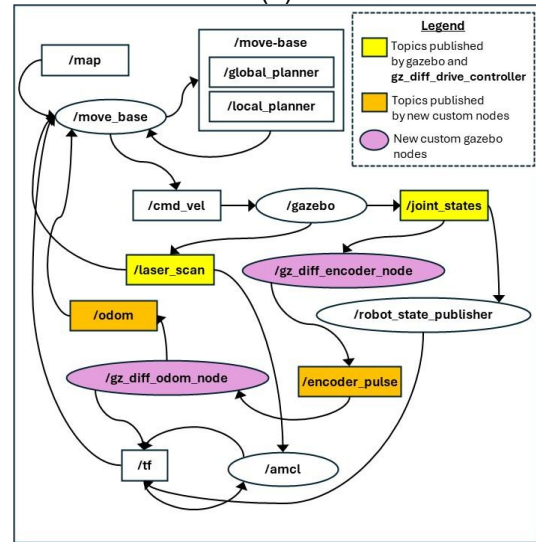 /map
/move-base
/global_planner
/local_planner
/move_base
Legend
Topics published
by gazebo and
gz_diff_drive_controller
Topics published
by new custom nodes
New custom gazebo
nodes
/cmd_vel
/gazebo
/joint_states
/laser_scan
/gz_diff_encoder_node
/odom
/robot_state_publisher
/gz_diff_odom_node
/encoder_pulse
/tf
/amcl